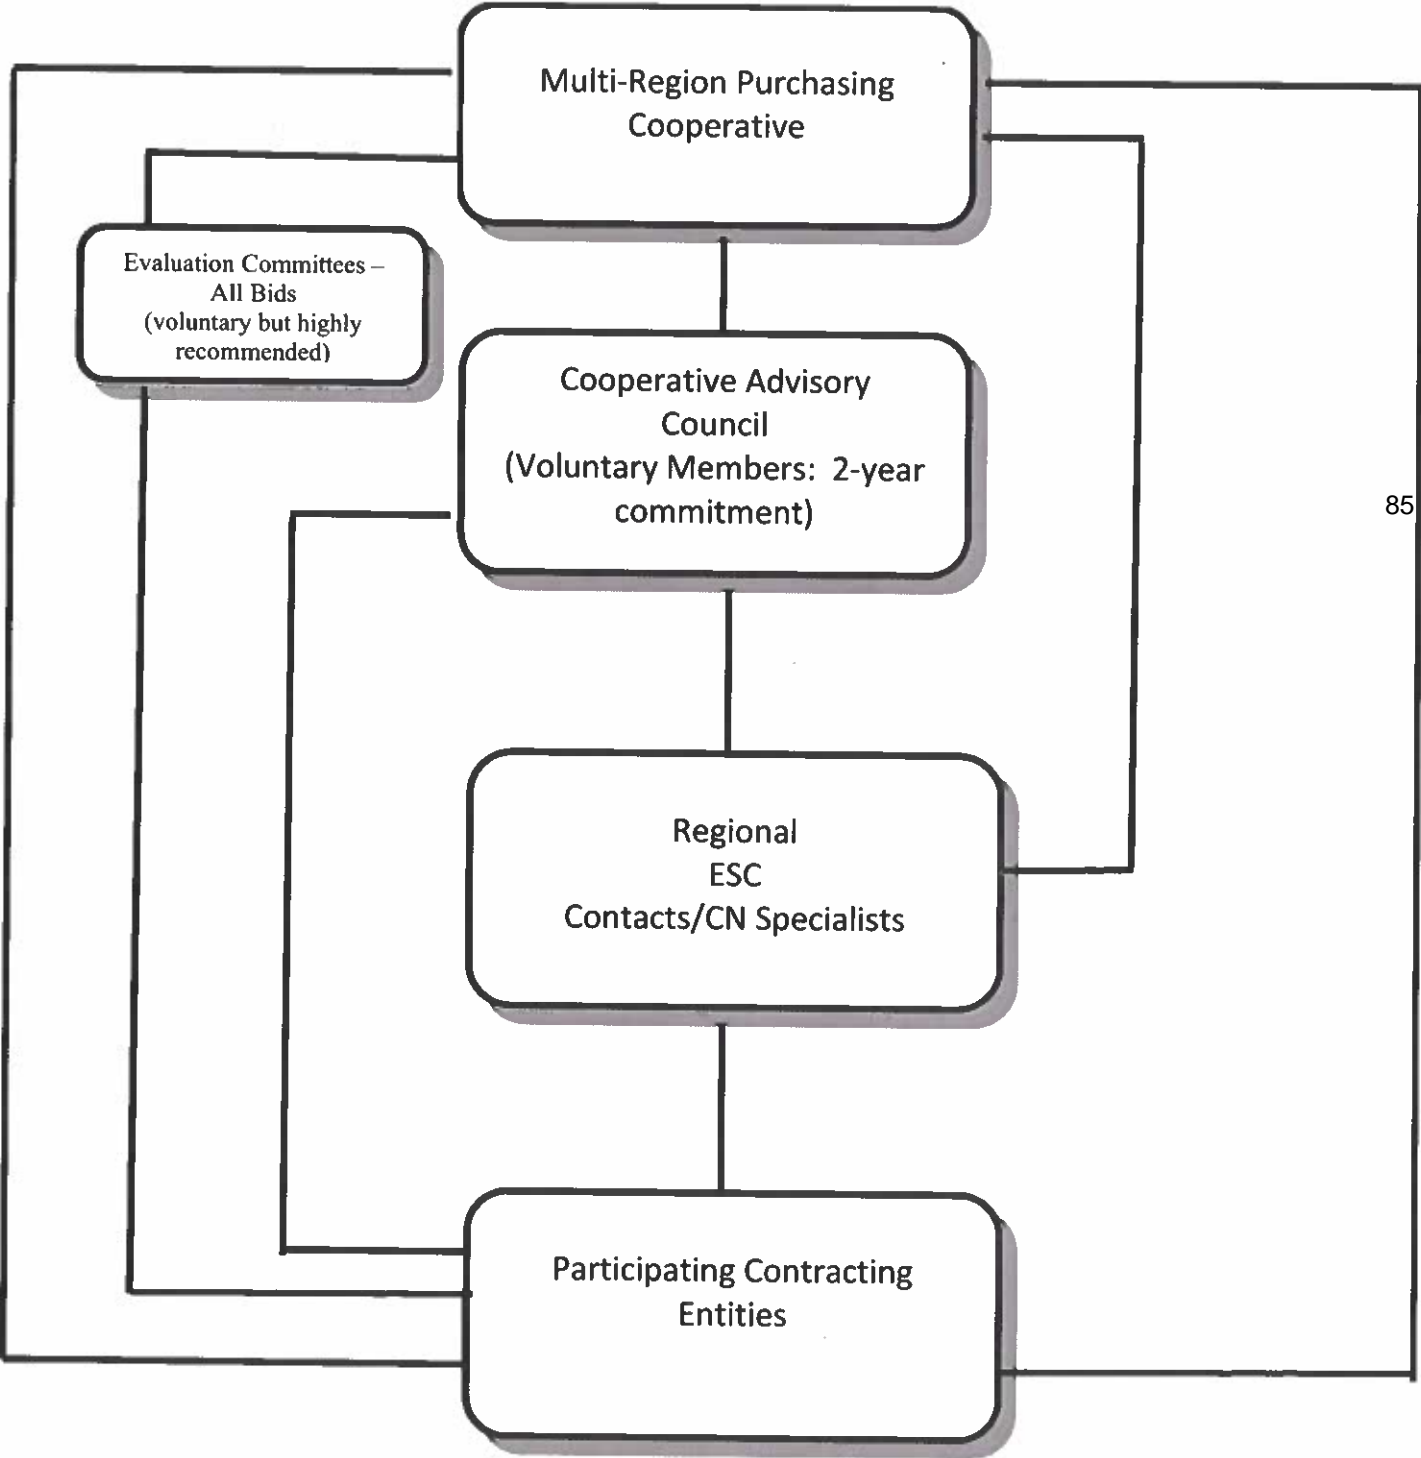 Multi-Region Purchasing
Cooperative
Evaluation Committees –
All Bids
(voluntary but highly
recommended)
Cooperative Advisory
Council
(Voluntary Members:  2-year
commitment)
85
Regional
ESC
Contacts/CN Specialists
Participating Contracting
Entities